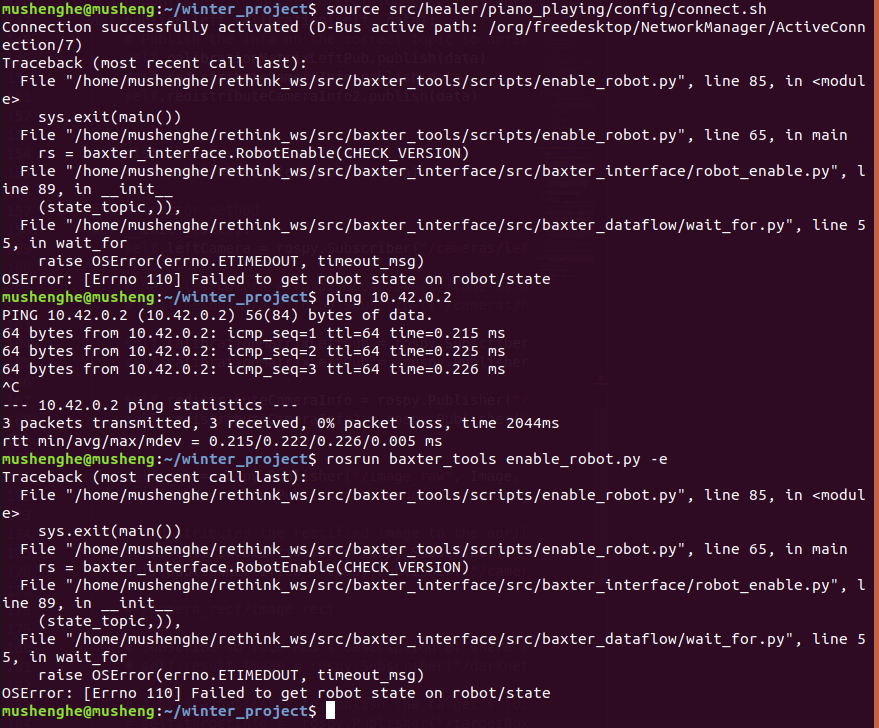 mushenghe@musheng:~/winter_project$ source src/healer/piano_playing/config/connect.sh
Connection successfully activated (D-Bus active path: /org/freedesktop/NetworkManager/ActiveConn
ection/7)
Traceback (most recent call last):
  File "/home/mushenghe/rethink_ws/src/baxter_tools/scripts/enable_robot.py", line 85, in <modul
e>
    sys.exit(main())
  File "/home/mushenghe/rethink_ws/src/baxter_tools/scripts/enable_robot.py", line 65, in main
    rs = baxter_interface.RobotEnable(CHECK_VERSION)
  File "/home/mushenghe/rethink_ws/src/baxter_interface/src/baxter_interface/robot_enable.py", l
ine 89, in __init__
    (state_topic,)),
  File "/home/mushenghe/rethink_ws/src/baxter_interface/src/baxter_dataflow/wait_for.py", line 5
5, in wait_for
    raise OSError(errno.ETIMEDOUT, timeout_msg)
OSError: [Errno 110] Failed to get robot state on robot/state
mushenghe@musheng:~/winter_project$ ping 10.42.0.2
PING 10.42.0.2 (10.42.0.2) 56(84) bytes of data.
64 bytes from 10.42.0.2: icmp_seq=1 ttl=64 time=0.215 ms
64 bytes from 10.42.0.2: icmp_seq=2 ttl=64 time=0.225 ms
64 bytes from 10.42.0.2: icmp_seq=3 ttl=64 time=0.226 ms
^C
--- 10.42.0.2 ping statistics ---
3 packets transmitted, 3 received, 0% packet loss, time 2044ms
rtt min/avg/max/mdev = 0.215/0.222/0.226/0.005 ms
mushenghe@musheng:~/winter_project$ rosrun baxter_tools enable_robot.py -e
Traceback (most recent call last):
  File "/home/mushenghe/rethink_ws/src/baxter_tools/scripts/enable_robot.py", line 85, in <modul
e>
    sys.exit(main())
  File "/home/mushenghe/rethink_ws/src/baxter_tools/scripts/enable_robot.py", line 65, in main
    rs = baxter_interface.RobotEnable(CHECK_VERSION)
  File "/home/mushenghe/rethink_ws/src/baxter_interface/src/baxter_interface/robot_enable.py", l
ine 89, in __init__
    (state_topic,)),
  File "/home/mushenghe/rethink_ws/src/baxter_interface/src/baxter_dataflow/wait_for.py", line 5
5, in wait_for
    raise OSError(errno.ETIMEDOUT, timeout_msg)
OSError: [Errno 110] Failed to get robot state on robot/state
mushenghe@musheng:~/winter_project$